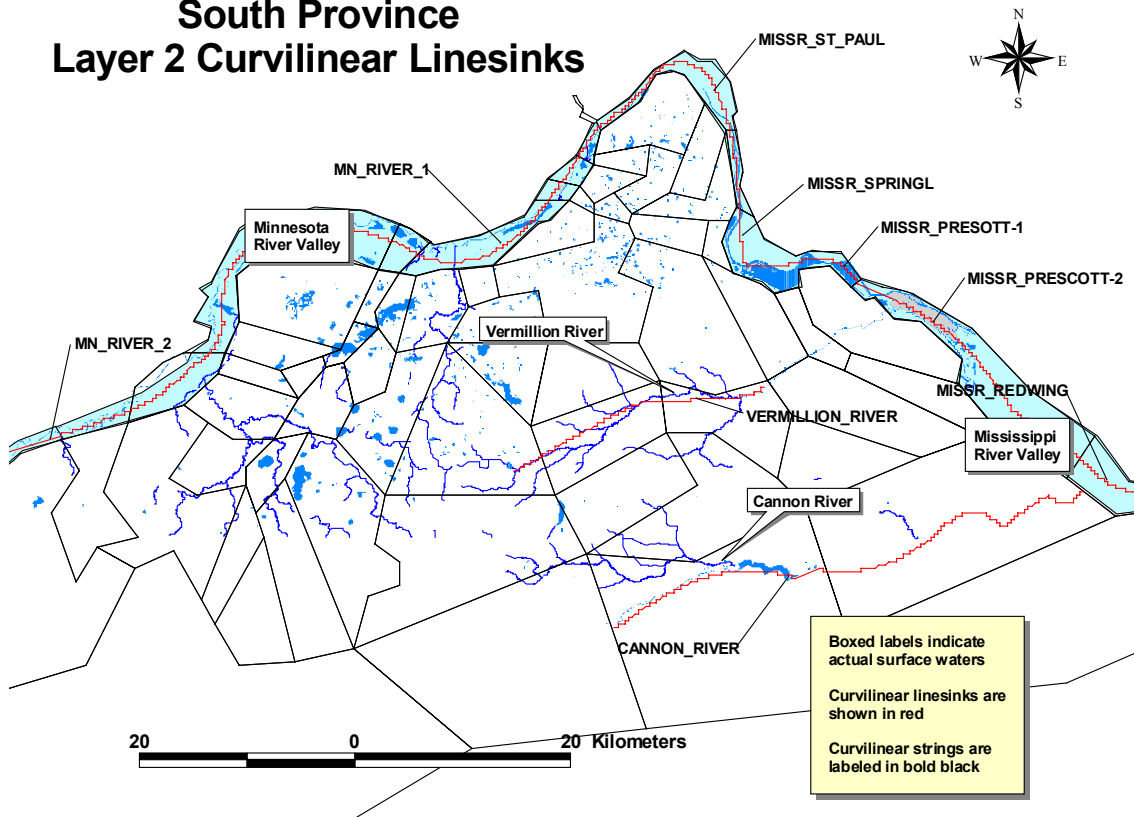 South Province
Layer 2 Curvilinear Linesinks
N
W
E
S
MISSR_ST_PAUL
MN_RIVER_1
MISSR_SPRINGL
Minnesota
River Valley
MISSR_PRESOTT-1
MISSR_PRESCOTT-2
Vermillion River
MN_RIVER_2
MISSR_REDWING
VERMILLION_RIVER
Mississippi
River Valley
Cannon River
CANNON_RIVER
Boxed labels indicate
actual surface waters
Curvilinear linesinks are
shown in red
Curvilinear strings are
labeled in bold black
20 0 20 Kilometers